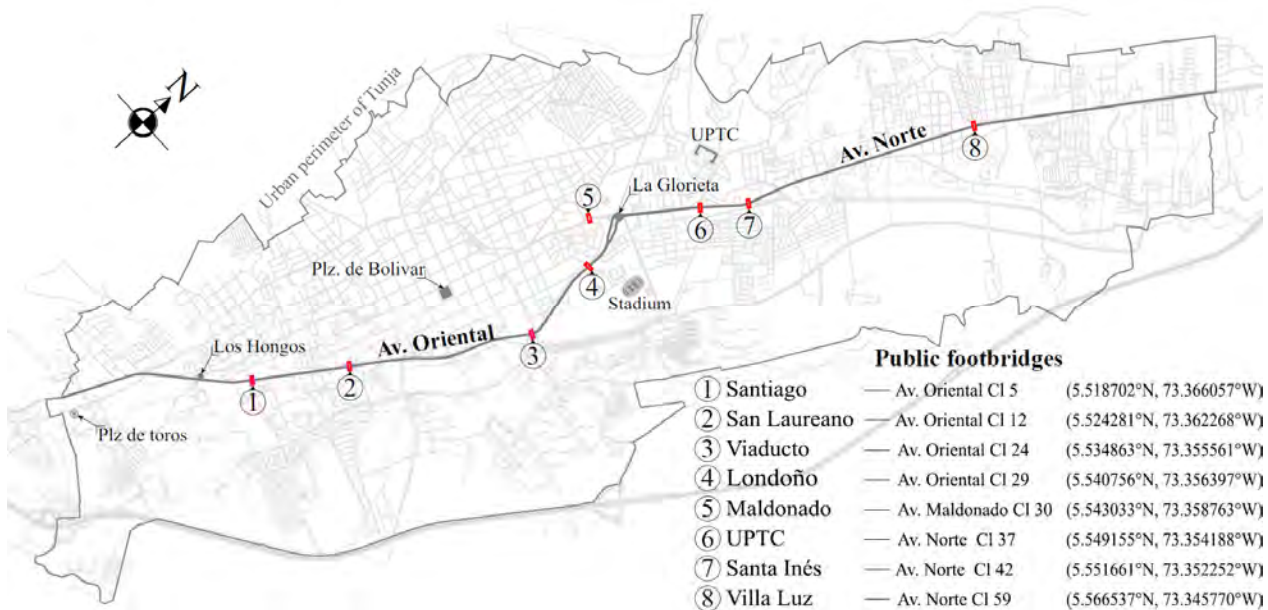 N
Urban perimeter of Tunja
UPTC
Av. Norte
8
La Glorieta
5
6
7
Plz. de Bolivar
4
Stadium
Av. Oriental
3
Los Hongos
2
1
Plz de toros
Public footbridges
1 Santiago — Av. Oriental Cl 5 (5.518702°N, 73.366057°W)
2 San Laureano — Av. Oriental Cl 12 (5.524281°N, 73.362268°W)
3 Viaducto — Av. Oriental Cl 24 (5.534863°N, 73.355561°W)
4 Londoño — Av. Oriental Cl 29 (5.540756°N, 73.356397°W)
5 Maldonado — Av. Maldonado Cl 30 (5.543033°N, 73.358763°W)
6 UPTC — Av. Norte Cl 37 (5.549155°N, 73.354188°W)
7 Santa Inés — Av. Norte Cl 42 (5.551661°N, 73.352252°W)
8 Villa Luz — Av. Norte Cl 59 (5.566537°N, 73.345770°W)